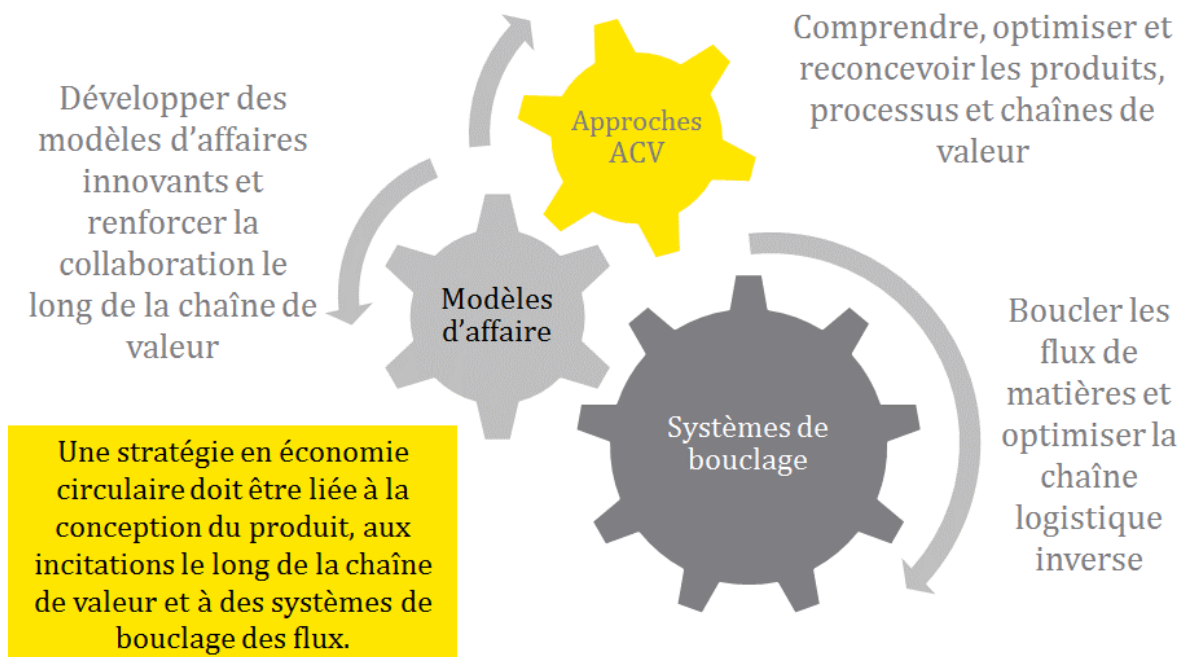 Comprendre, optimiser et
reconcevoir les produits,
processus et chaînes de
valeur
Approches
ACV
Développer des
modèles d’affaires
innovants et
renforcer la
collaboration le
long de la chaîne de
valeur
Modèles
d’affaire
Systèmes de
bouclage
Boucler les
flux de
matières et
optimiser la
chaîne
logistique
inverse
Une stratégie en économie
circulaire doit être liée à la
conception du produit, aux
incitations le long de la chaîne
de valeur et à des systèmes de
bouclage des flux.